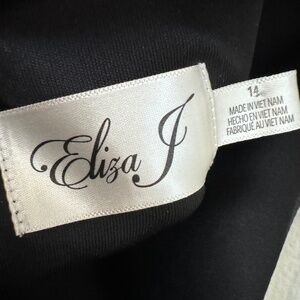 Eliza J
14
MADE IN VIET NAM
HECHO EN VIET NAM
FABRIQUÉ AU VIET NAM